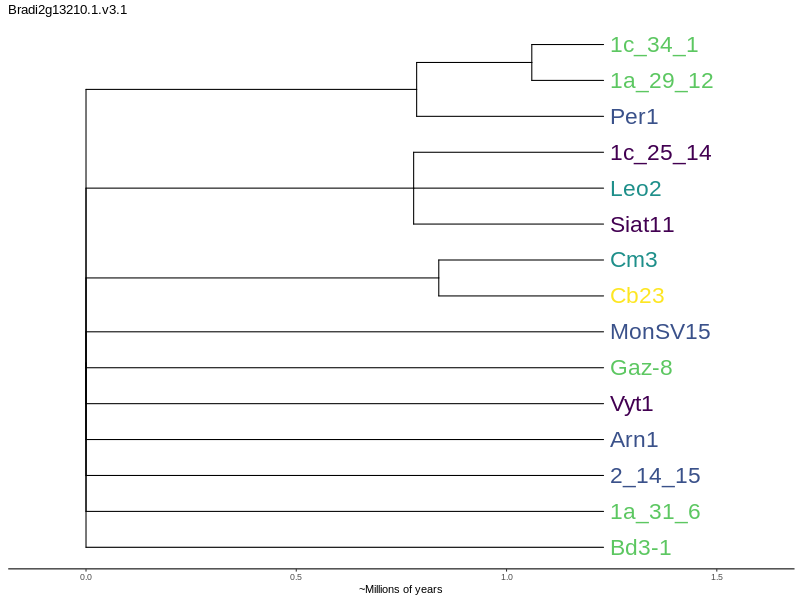 Bradi2g13210.1.v3.1
1c_34_1
1a_29_12
Per1
1c_25_14
Leo2
Siat11
Cm3
Cb23
MonSV15
Gaz-8
Vyt1
Arn1
2_14_15
1a_31_6
Bd3-1
0.0 0.5 1.0 1.5
~Millions of years